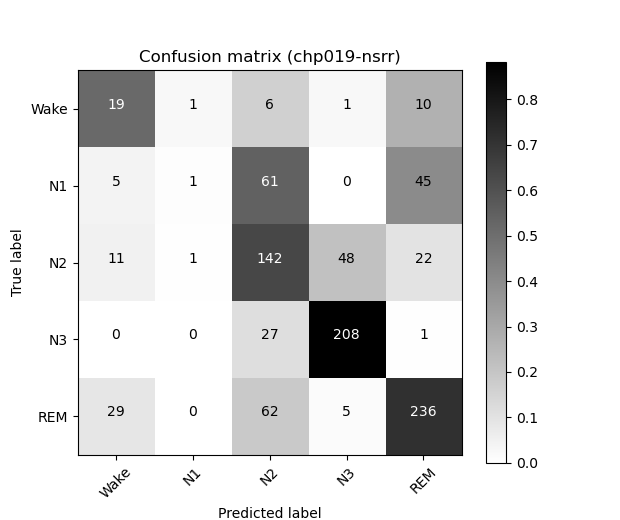 Confusion matrix (chp019-nsrr)
Wake 19 1 6 1 10
N1 5 1 61 0 45
N2 11 1 142 48 22
N3 0 0 27 208 1
REM 29 0 62 5 236
Wake N1 N2 N3 REM
Predicted label
True label
0.8
0.7
0.6
0.5
0.4
0.3
0.2
0.1
0.0